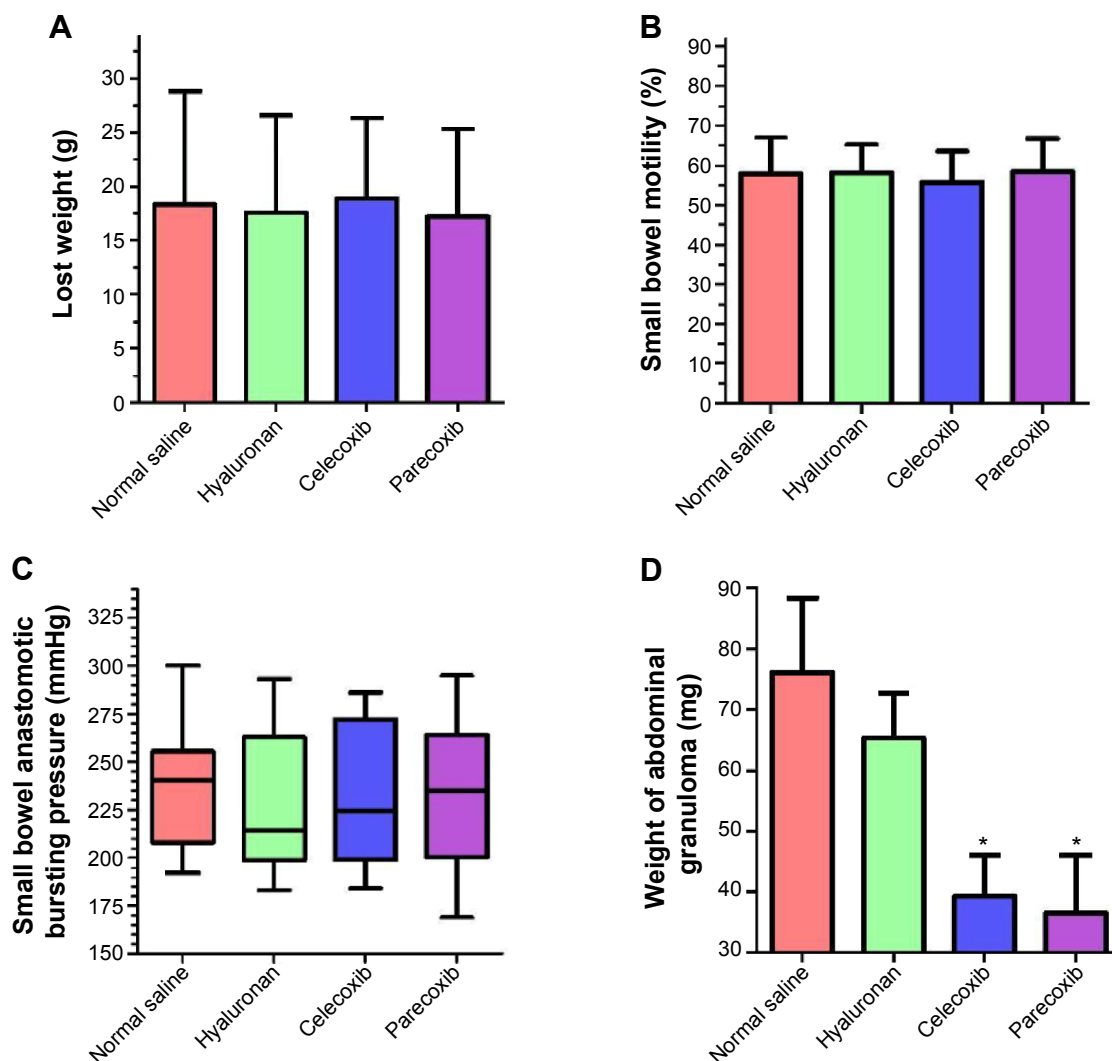 A
Lost weight (g)
30
25
20
15
10
5
0
Normal saline
Hyaluronan
Celecoxib
Parecoxib
B
Small bowel motility (%)
90
80
70
60
50
40
30
20
10
0
Normal saline
Hyaluronan
Celecoxib
Parecoxib
C
Small bowel anastomotic
bursting pressure (mmHg)
325
300
275
250
225
200
175
150
Normal saline
Hyaluronan
Celecoxib
Parecoxib
D
Weight of abdominal
granuloma (mg)
90
80
70
60
50
40
30
* *
Normal saline
Hyaluronan
Celecoxib
Parecoxib